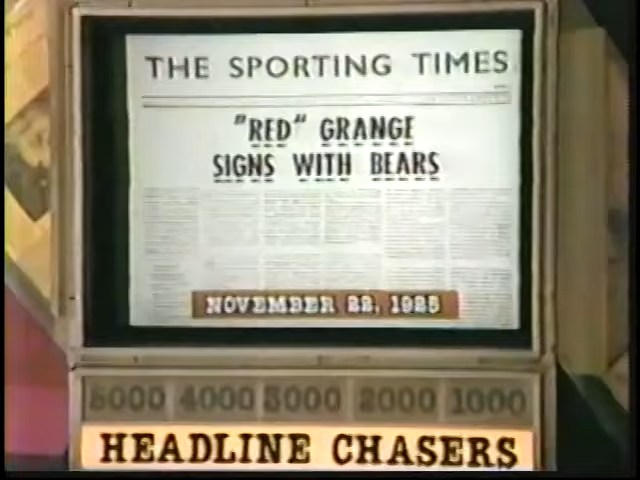 THE SPORTING TIMES
"RED" GRANGE
SIGNS WITH BEARS
NOVEMBER 22, 1925
5000 4000 3000 2000 1000
HEADLINE CHASERS